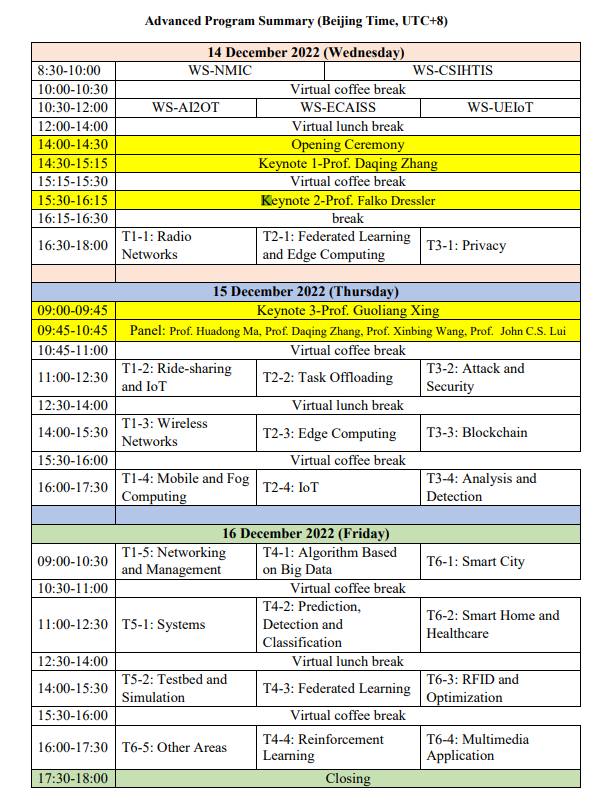 Advanced Program Summary (Beijing Time, UTC+8)
14 December 2022 (Wednesday)
8:30-10:00 WS-NMIC WS-CSIHTIS
10:00-10:30 Virtual coffee break
10:30-12:00 WS-AI2OT WS-ECAISS WS-UEIoT
12:00-14:00 Virtual lunch break
14:00-14:30 Opening Ceremony
14:30-15:15 Keynote 1-Prof. Daqing Zhang
15:15-15:30 Virtual coffee break
15:30-16:15 Keynote 2-Prof. Falko Dressler
16:15-16:30 break
16:30-18:00 T1-1: Radio
Networks
T2-1: Federated Learning
and Edge Computing
T3-1: Privacy
15 December 2022 (Thursday)
09:00-09:45 Keynote 3-Prof. Guoliang Xing
09:45-10:45 Panel: Prof. Huadong Ma, Prof. Daqing Zhang, Prof. Xinbing Wang, Prof. John C.S. Lui
10:45-11:00 Virtual coffee break
11:00-12:30 T1-2: Ride-sharing
and IoT
T2-2: Task Offloading
T3-2: Attack and
Security
12:30-14:00 Virtual lunch break
14:00-15:30 T1-3: Wireless
Networks
T2-3: Edge Computing
T3-3: Blockchain
15:30-16:00 Virtual coffee break
16:00-17:30 T1-4: Mobile and Fog
Computing
T2-4: IoT
T3-4: Analysis and
Detection
16 December 2022 (Friday)
09:00-10:30 T1-5: Networking
and Management
T4-1: Algorithm Based
on Big Data
T6-1: Smart City
10:30-11:00 Virtual coffee break
11:00-12:30 T5-1: Systems
T4-2: Prediction,
Detection and
Classification
T6-2: Smart Home and
Healthcare
12:30-14:00 Virtual lunch break
14:00-15:30 T5-2: Testbed and
Simulation
T4-3: Federated Learning
T6-3: RFID and
Optimization
15:30-16:00 Virtual coffee break
16:00-17:30 T6-5: Other Areas
T4-4: Reinforcement
Learning
T6-4: Multimedia
Application
17:30-18:00 Closing